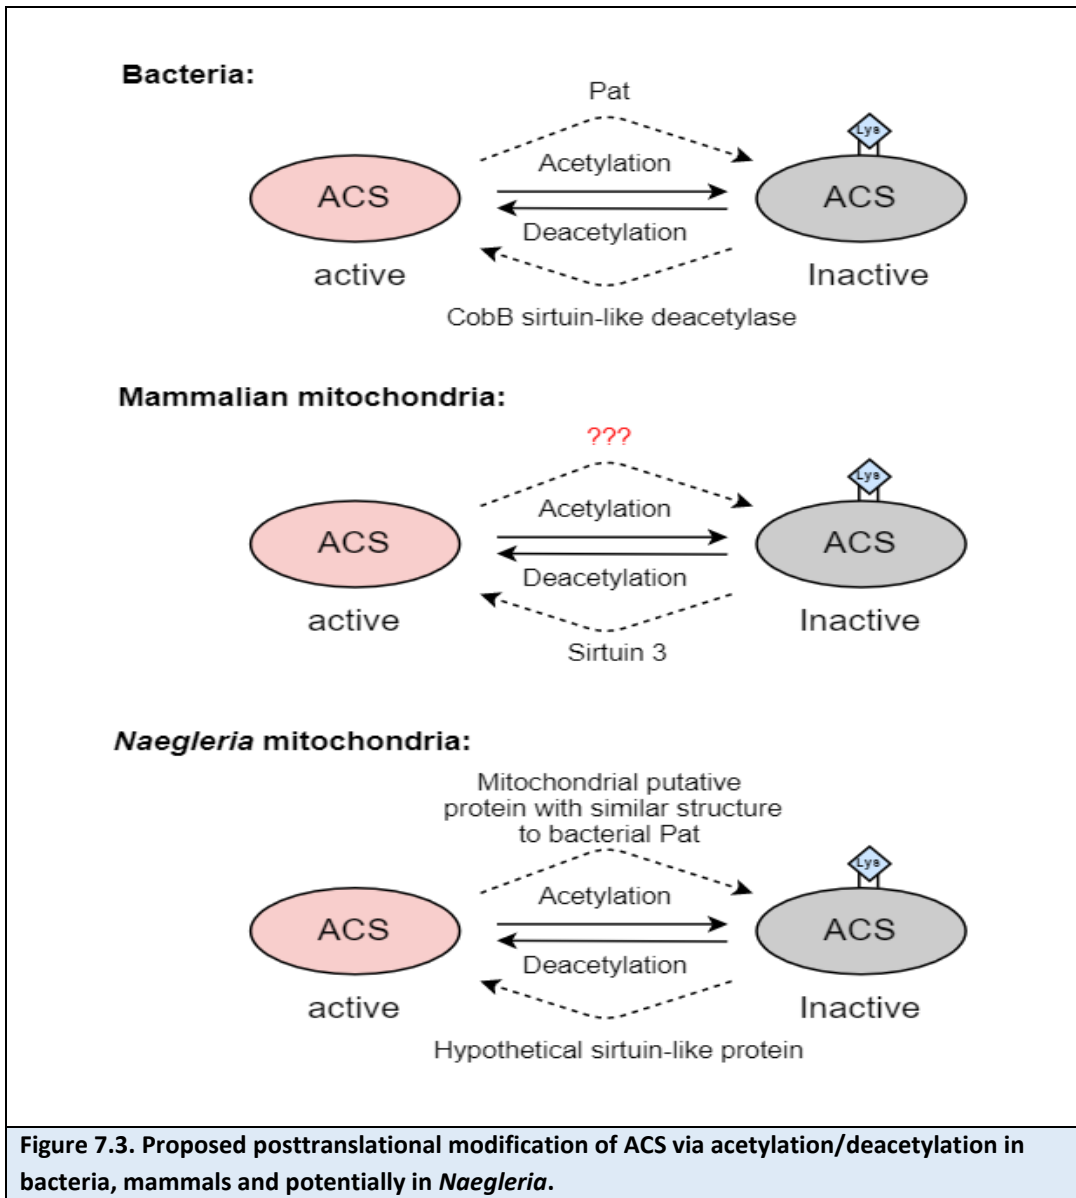 Bacteria:
Pat
Lys
ACS
Acetylation
ACS
Deacetylation
active
Inactive
CobB sirtuin-like deacetylase
Mammalian mitochondria:
???
Lys
ACS
Acetylation
ACS
Deacetylation
active
Inactive
Sirtuin 3
Naegleria mitochondria:
Mitochondrial putative
protein with similar structure
to bacterial Pat
Lys
ACS
Acetylation
ACS
Deacetylation
active
Inactive
Hypothetical sirtuin-like protein
Figure 7.3. Proposed posttranslational modification of ACS via acetylation/deacetylation in
bacteria, mammals and potentially in Naegleria.